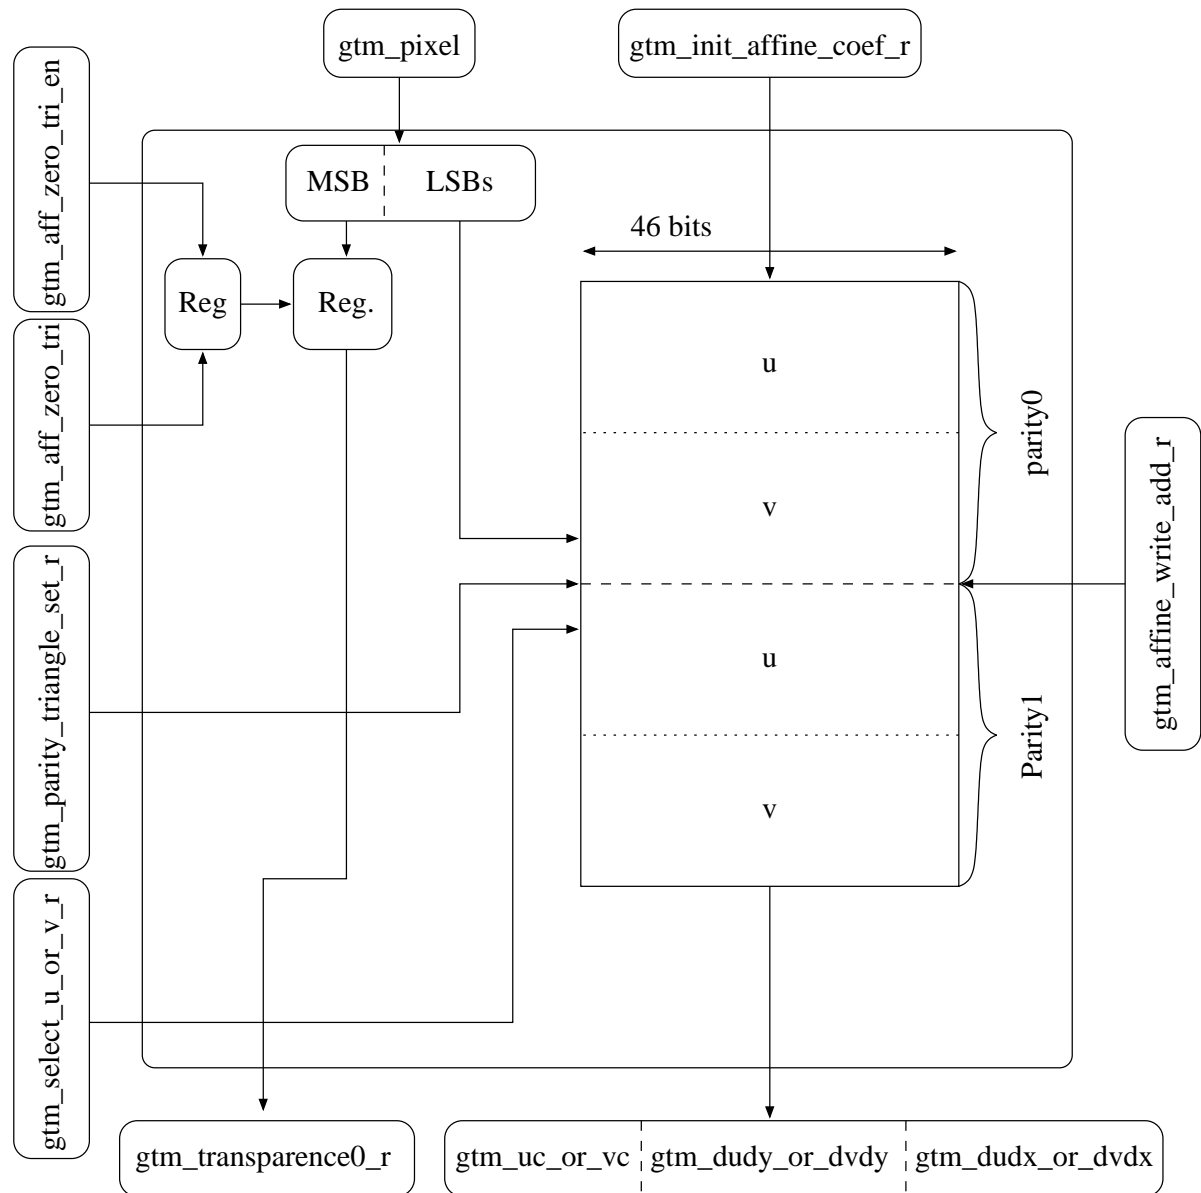 gtm_pixel
gtm_init_affine_coef_r
gtm_aff_zero_tri_en
MSB
LSBs
46 bits
Reg
Reg.
gtm_aff_zero_tri
u
parity0
v
gtm_affine_write_add_r
gtm_parity_triangle_set_r
u
Parity1
v
gtm_select_u_or_v_r
gtm_transparence0_r
gtm_uc_or_vc
gtm_dudy_or_dvdy
gtm_dudx_or_dvdx